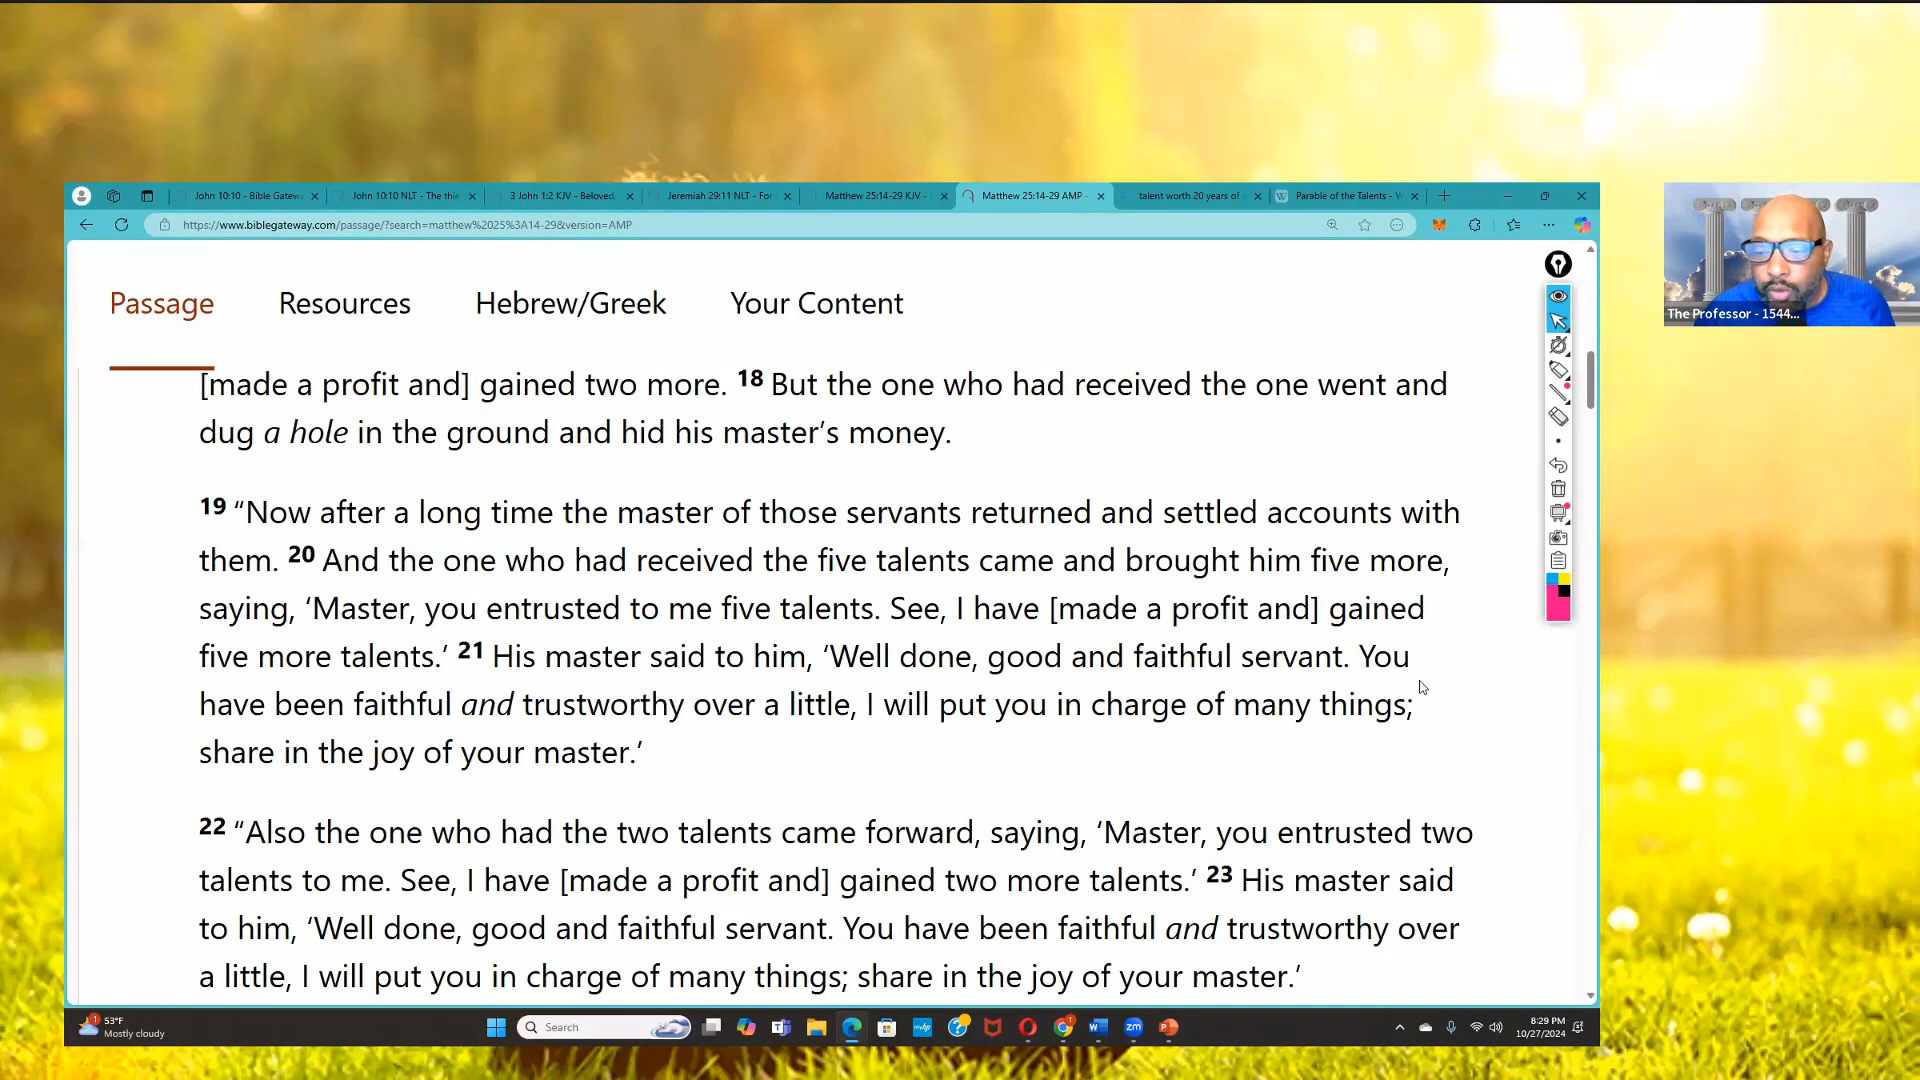 John 10:10 - Bible Gatew
John 10:10 NLT - The thie
3 John 1:2 KJV - Beloved,
Jeremiah 29:11 NLT - For
Matthew 25:14-29 KJV -
Matthew 25:14-29 AMP -
talent worth 20 years of
Parable of the Talents -
https://www.biblegateway.com/passage/?search=matthew%2025%3A14-29&version=AMP
Passage
Resources
Hebrew/Greek
Your Content
[made a profit and] gained two more. 18 But the one who had received the one went and
dug a hole in the ground and hid his master’s money.
19 “Now after a long time the master of those servants returned and settled accounts with
them. 20 And the one who had received the five talents came and brought him five more,
saying, ‘Master, you entrusted to me five talents. See, I have [made a profit and] gained
five more talents.’ 21 His master said to him, ‘Well done, good and faithful servant. You
have been faithful and trustworthy over a little, I will put you in charge of many things;
share in the joy of your master.’
22 “Also the one who had the two talents came forward, saying, ‘Master, you entrusted two
talents to me. See, I have [made a profit and] gained two more talents.’ 23 His master said
to him, ‘Well done, good and faithful servant. You have been faithful and trustworthy over
a little, I will put you in charge of many things; share in the joy of your master.’
The Professor - 1544...
53°F
Mostly cloudy
Search
8:29 PM
10/27/2024